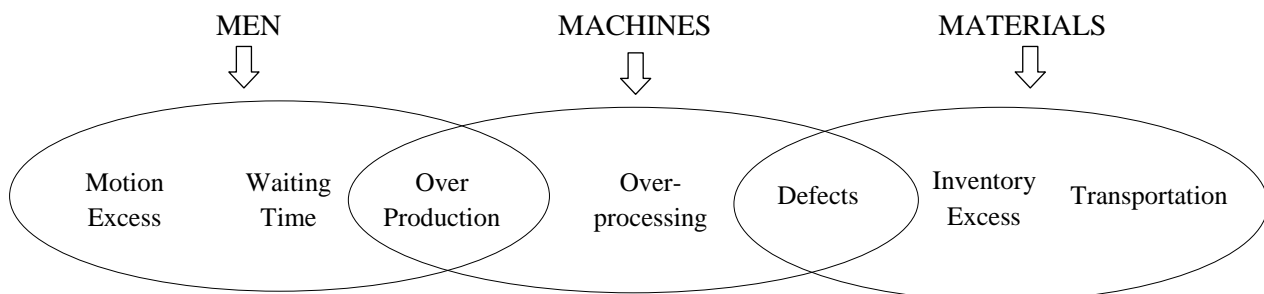 MEN
MACHINES
MATERIALS
Motion
Excess
Waiting
Time
Over
Production
Over-
processing
Defects
Inventory
Excess
Transportation